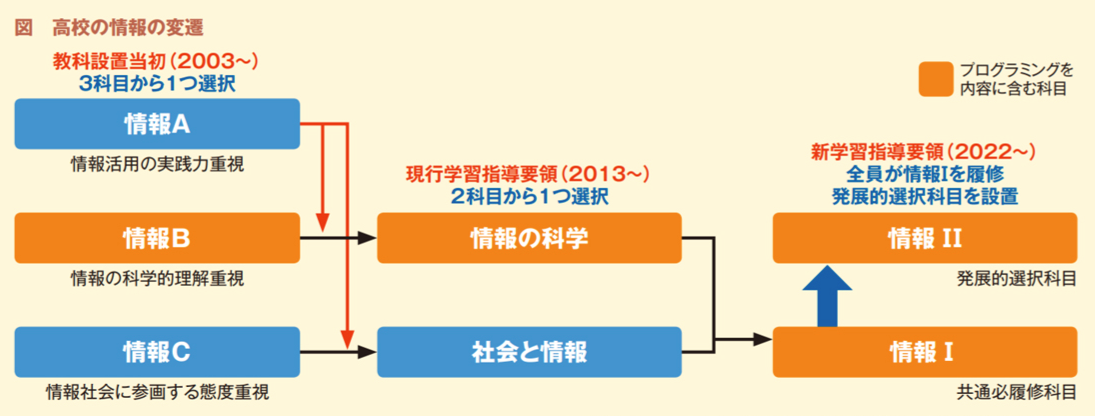 図 高校の情報の変遷
教科設置当初（2003〜）
3科目から1つ選択
プログラミングを
内容に含む科目
情報A
情報活用の実践力重視
現行学習指導要領（2013〜）
2科目から1つ選択
新学習指導要領（2022〜）
全員が情報Iを履修
発展的選択科目を設置
情報B
情報の科学的理解重視
情報の科学
情報 II
発展的選択科目
情報C
情報社会に参画する態度重視
社会と情報
情報 I
共通必履修科目